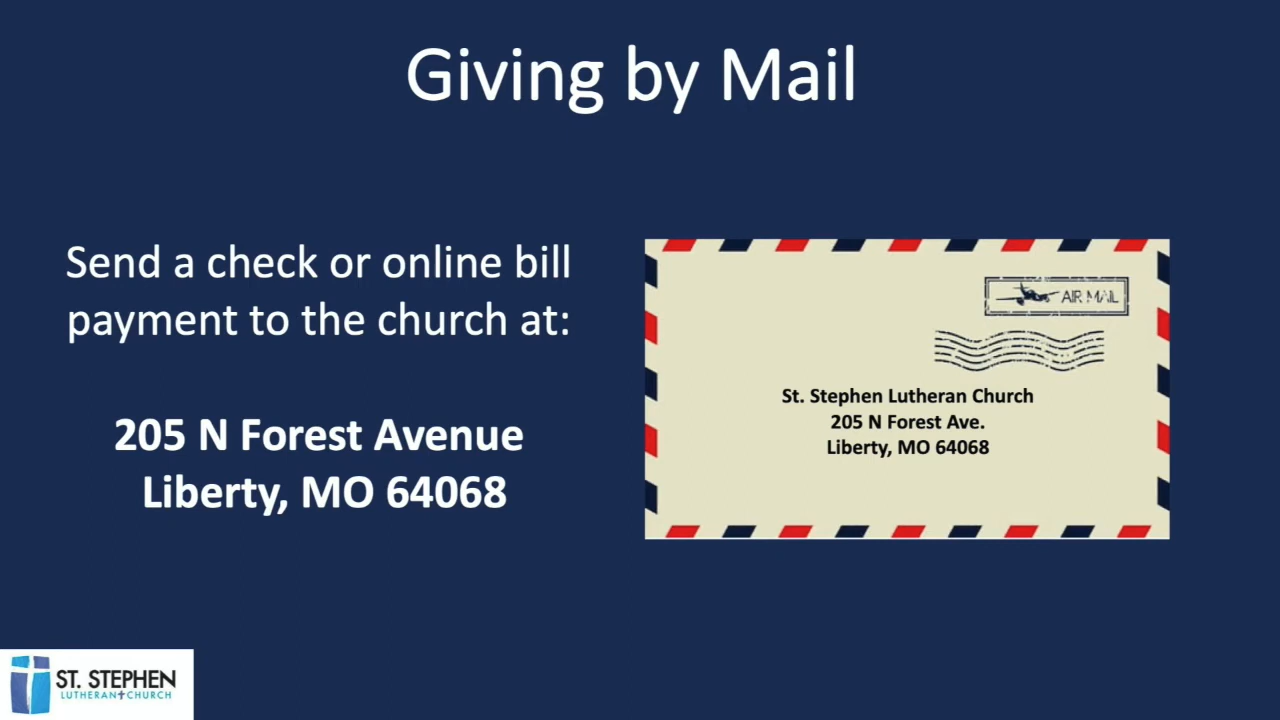 Giving by Mail
Send a check or online bill
payment to the church at:
205 N Forest Avenue
Liberty, MO 64068
AIR MAIL
St. Stephen Lutheran Church
205 N Forest Ave.
Liberty, MO 64068
ST. STEPHEN
LUTHERAN CHURCH